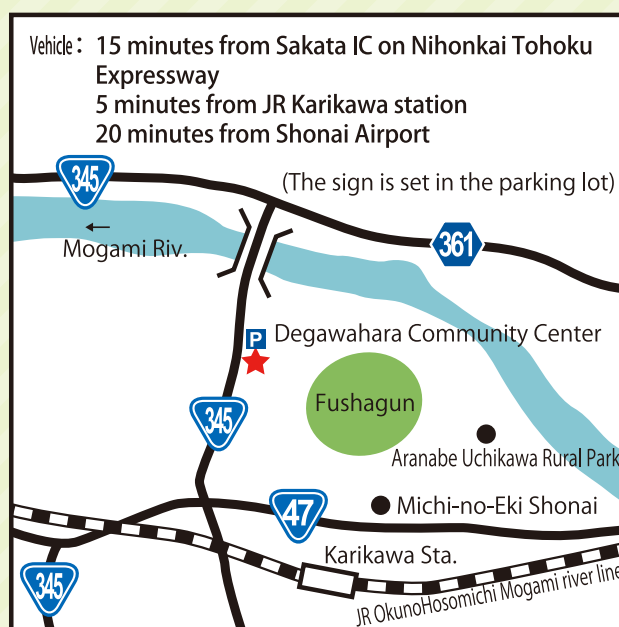 Vehicle : 15 minutes from Sakata IC on Nihonkai Tohoku
Expressway
5 minutes from JR Karikawa station
20 minutes from Shonai Airport
345
(The sign is set in the parking lot)
Mogami Riv.
361
P
Degawahara Community Center
Fushagun
345
Aranabe Uchikawa Rural Park
47
Michi-no-Eki Shonai
Karikawa Sta.
345
JR OkunoHosomichi Mogami river line